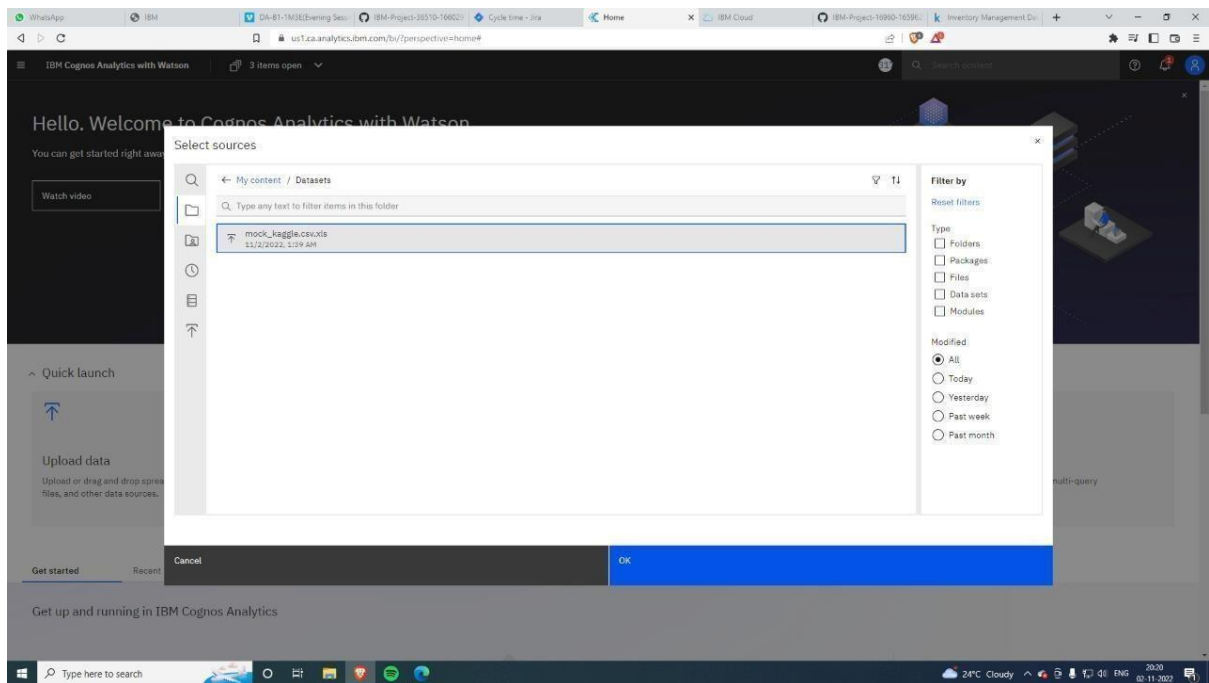 WhatsApp
IBM
DA-B1-1M3E(Evening Sess
IBM-Project-36510-166029
Cycle time - Jira
Home
IBM Cloud
IBM-Project-16960-16596
Inventory Management Da
us1.ca.analytics.ibm.com/bi/?perspective=home#
IBM Cognos Analytics with Watson
3 items open
Search content
Hello. Welcome to Cognos Analytics with Watson
You can get started right away
Watch video
Select sources
My content / Datasets
Type any text to filter items in this folder
mock_kaggle.csv.xls
11/2/2022, 1:39 AM
Filter by
Reset filters
Type
Folders
Packages
Files
Data sets
Modules
Modified
All
Today
Yesterday
Past week
Past month
Quick launch
Upload data
Upload or drag and drop sprea
files, and other data sources.
multi-query
Cancel
OK
Get started
Recent
Get up and running in IBM Cognos Analytics
Type here to search
24°C Cloudy
ENG
20:20
02-11-2022